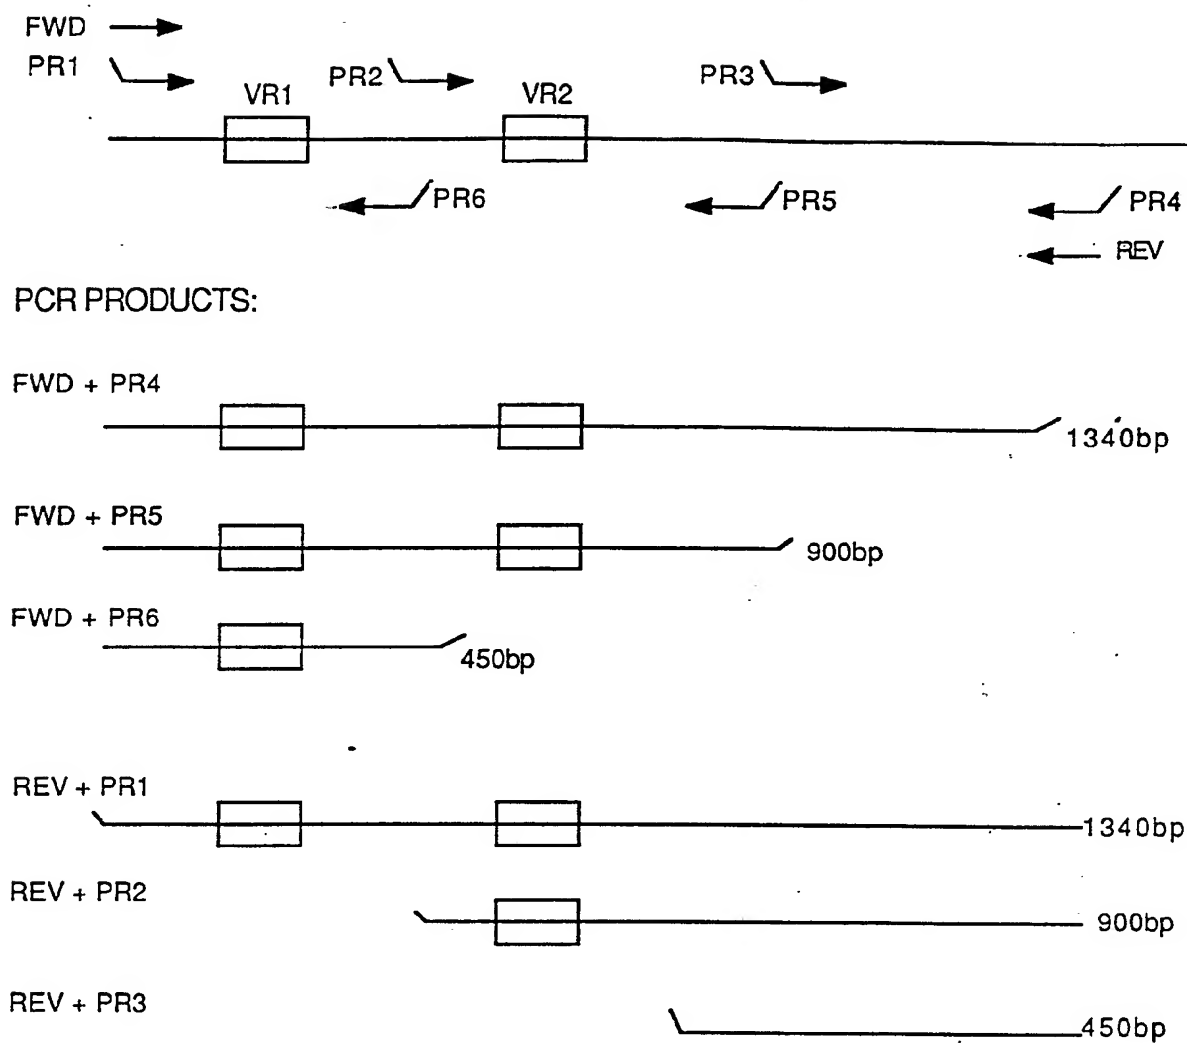 FWD
PR1
VR1
PR2
VR2
PR3
PR6
PR5
PR4
REV
PCR PRODUCTS:
FWD + PR4
1340bp
FWD + PR5
900bp
FWD + PR6
450bp
REV + PR1
1340bp
REV + PR2
900bp
REV + PR3
450bp